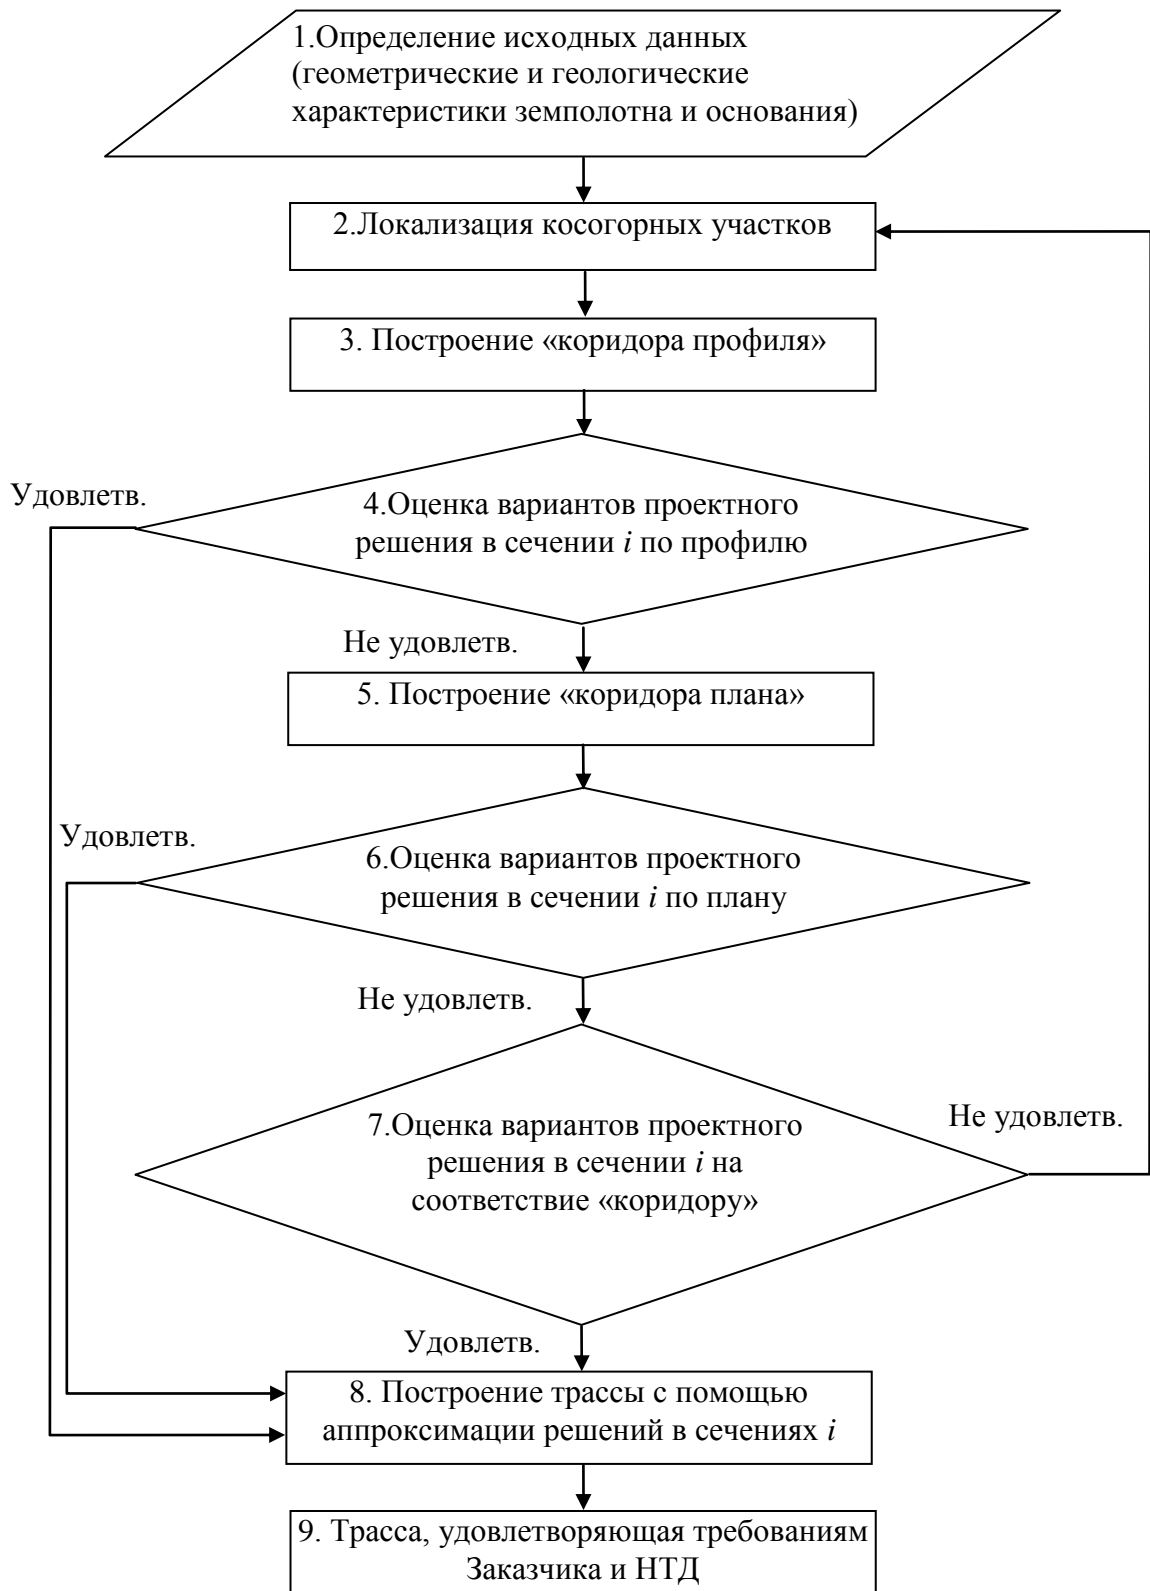 1.Определение исходных данных
(геометрические и геологические
характеристики земполотна и основания)
2.Локализация косогорных участков
3. Построение «коридора профиля»
Удовлетв.
4.Оценка вариантов проектного
решения в сечении i по профилю
Не удовлетв.
5. Построение «коридора плана»
Удовлетв.
6.Оценка вариантов проектного
решения в сечении i по плану
Не удовлетв.
7.Оценка вариантов проектного
решения в сечении i на
соответствие «коридору»
Не удовлетв.
Удовлетв.
8. Построение трассы с помощью
аппроксимации решений в сечениях i
9. Трасса, удовлетворяющая требованиям
Заказчика и НТД